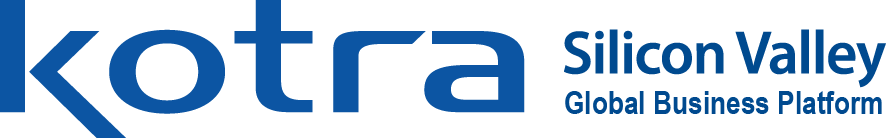 kotra
Silicon Valley
Global Business Platform